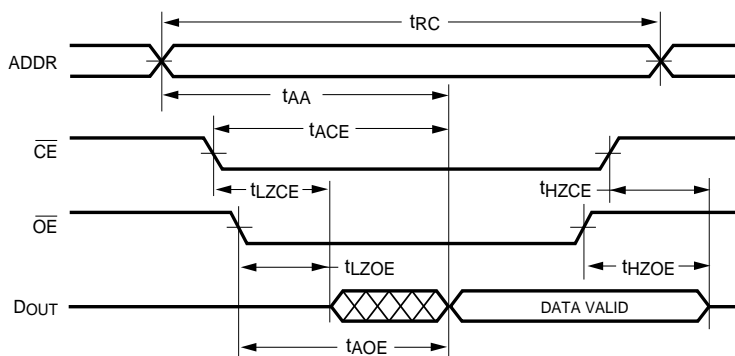 tRC
ADDR
tAA
tACE
CE
tLZCE
tHZCE
OE
tLZOE
tHZOE
DOUT
DATA VALID
tAOE